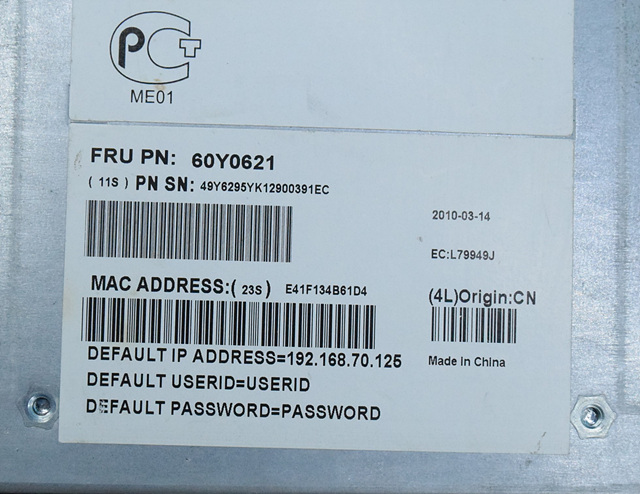 PCT
ME01
FRU PN: 60Y0621
( 11S ) PN SN: 49Y6295YK12900391EC
2010-03-14
EC:L79949J
MAC ADDRESS:( 23S ) E41F134B61D4
(4L)Origin:CN
DEFAULT IP ADDRESS=192.168.70.125
Made in China
DEFAULT USERID=USERID
DEFAULT PASSWORD=PASSWORD